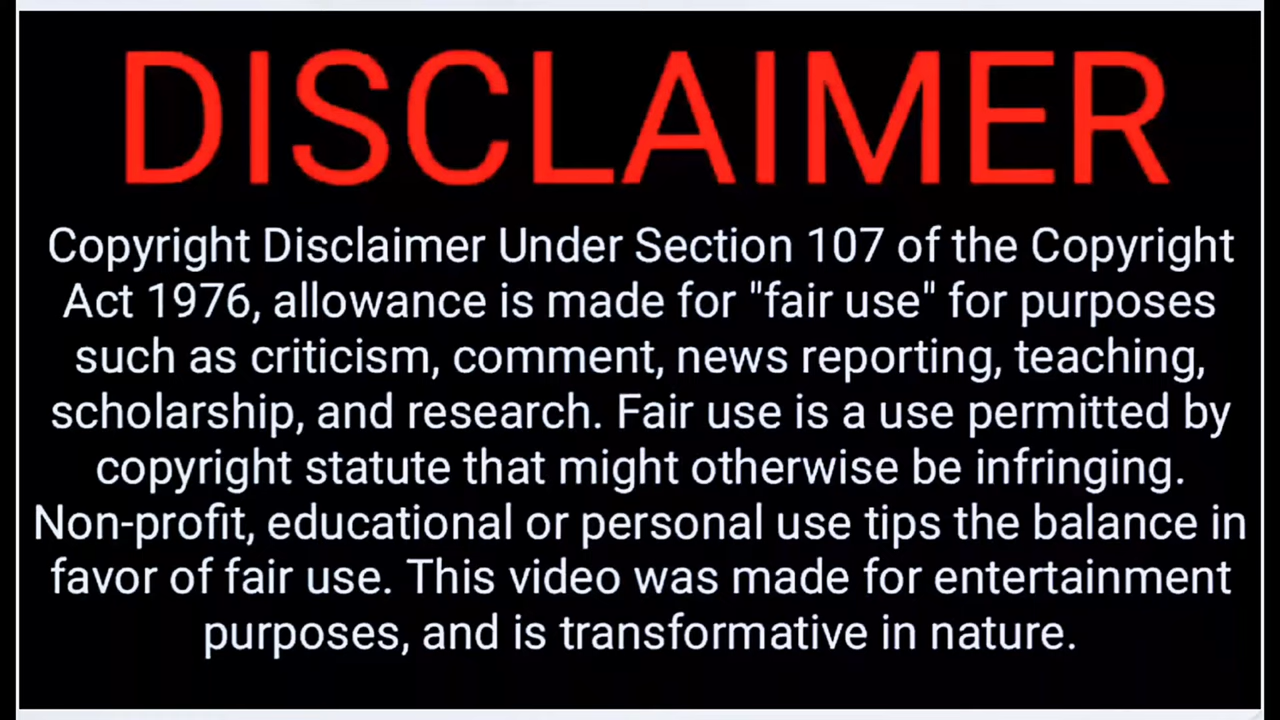 DISCLAIMER
Copyright Disclaimer Under Section 107 of the Copyright
Act 1976, allowance is made for "fair use" for purposes
such as criticism, comment, news reporting, teaching,
scholarship, and research. Fair use is a use permitted by
copyright statute that might otherwise be infringing.
Non-profit, educational or personal use tips the balance in
favor of fair use. This video was made for entertainment
purposes, and is transformative in nature.